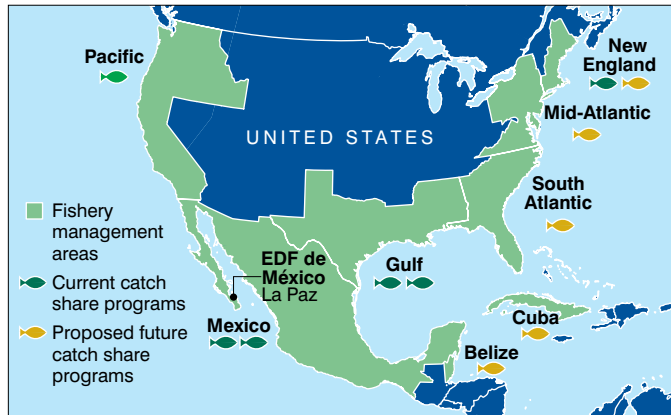 Pacific
New
England
Mid-Atlantic
UNITED STATES
South
Atlantic
Fishery
management
areas
EDF de
México
La Paz
Gulf
Current catch
share programs
Mexico
Cuba
Proposed future
catch share
programs
Belize